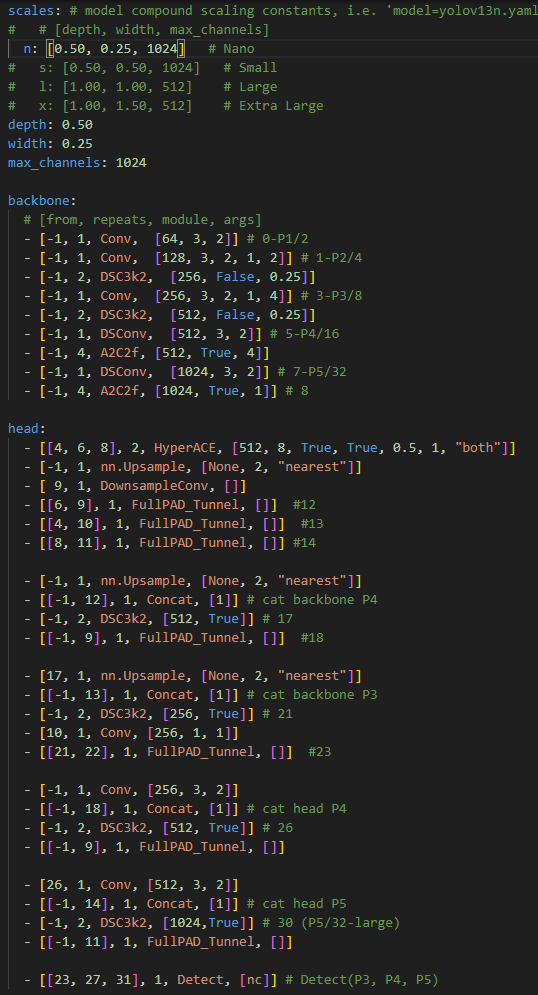 scales: # model compound scaling constants, i.e. 'model=yolov13n.yaml
#   # [depth, width, max_channels]
  n: [0.50, 0.25, 1024]   # Nano
#   s: [0.50, 0.50, 1024]   # Small
#   l: [1.00, 1.00, 512]    # Large
#   x: [1.00, 1.50, 512]    # Extra Large
depth: 0.50
width: 0.25
max_channels: 1024

backbone:
  # [from, repeats, module, args]
  - [-1, 1, Conv,  [64, 3, 2]] # 0-P1/2
  - [-1, 1, Conv,  [128, 3, 2, 1, 2]] # 1-P2/4
  - [-1, 2, DSC3k2,  [256, False, 0.25]]
  - [-1, 1, Conv,  [256, 3, 2, 1, 4]] # 3-P3/8
  - [-1, 2, DSC3k2,  [512, False, 0.25]]
  - [-1, 1, DSConv,  [512, 3, 2]] # 5-P4/16
  - [-1, 4, A2C2f, [512, True, 4]]
  - [-1, 1, DSConv,  [1024, 3, 2]] # 7-P5/32
  - [-1, 4, A2C2f, [1024, True, 1]] # 8

head:
  - [[4, 6, 8], 2, HyperACE, [512, 8, True, True, 0.5, 1, "both"]]
  - [-1, 1, nn.Upsample, [None, 2, "nearest"]]
  - [ 9, 1, DownsampleConv, []]
  - [[6, 9], 1, FullPAD_Tunnel, []]  #12
  - [[4, 10], 1, FullPAD_Tunnel, []]  #13
  - [[8, 11], 1, FullPAD_Tunnel, []] #14

  - [-1, 1, nn.Upsample, [None, 2, "nearest"]]
  - [[-1, 12], 1, Concat, [1]] # cat backbone P4
  - [-1, 2, DSC3k2, [512, True]] # 17
  - [[-1, 9], 1, FullPAD_Tunnel, []]  #18

  - [17, 1, nn.Upsample, [None, 2, "nearest"]]
  - [[-1, 13], 1, Concat, [1]] # cat backbone P3
  - [-1, 2, DSC3k2, [256, True]] # 21
  - [10, 1, Conv, [256, 1, 1]]
  - [[21, 22], 1, FullPAD_Tunnel, []]  #23

  - [-1, 1, Conv, [256, 3, 2]]
  - [[-1, 18], 1, Concat, [1]] # cat head P4
  - [-1, 2, DSC3k2, [512, True]] # 26
  - [[-1, 9], 1, FullPAD_Tunnel, []]

  - [26, 1, Conv, [512, 3, 2]]
  - [[-1, 14], 1, Concat, [1]] # cat head P5
  - [-1, 2, DSC3k2, [1024,True]] # 30 (P5/32-large)
  - [[-1, 11], 1, FullPAD_Tunnel, []]

  - [[23, 27, 31], 1, Detect, [nc]] # Detect(P3, P4, P5)